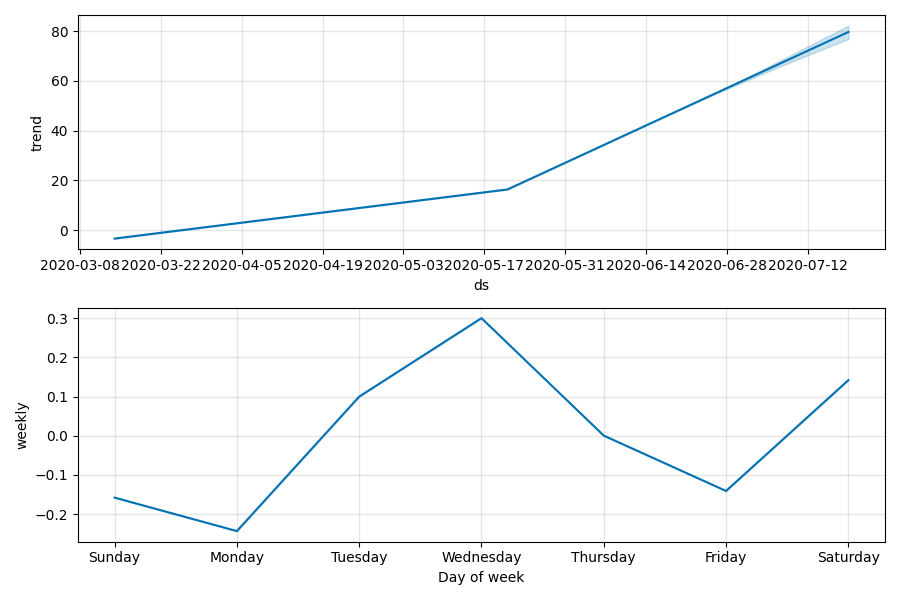 80
60
40
20
0
trend
2020-03-08 2020-03-22 2020-04-05 2020-04-19 2020-05-03 2020-05-17 2020-05-31 2020-06-14 2020-06-28 2020-07-12
ds
0.3
0.2
0.1
0.0
−0.1
−0.2
weekly
Sunday Monday Tuesday Wednesday Thursday Friday Saturday
Day of week